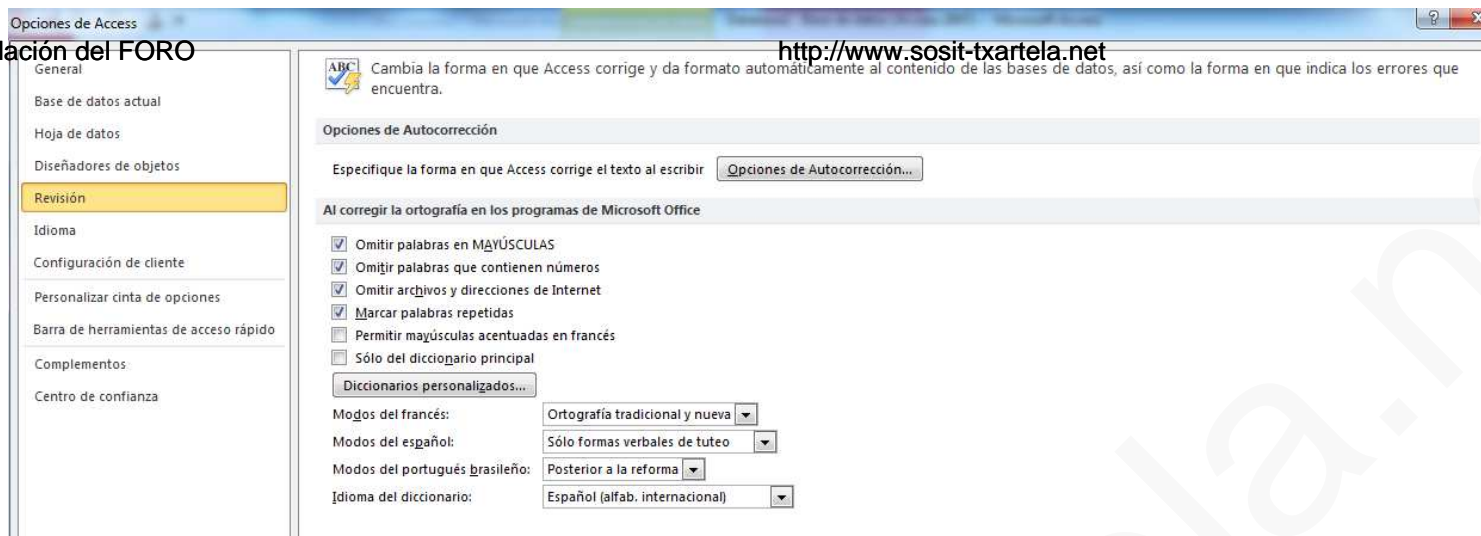 Opciones de Access
lación del FORO
http://www.sosit-txartela.net
General
Base de datos actual
Hoja de datos
Diseñadores de objetos
Revisión
Idioma
Configuración de cliente
Personalizar cinta de opciones
Barra de herramientas de acceso rápido
Complementos
Centro de confianza
ABC
Cambia la forma en que Access corrige y da formato automáticamente al contenido de las bases de datos, así como la forma en que indica los errores que
encuentra.
Opciones de Autocorrección
Especifique la forma en que Access corrige el texto al escribir Opciones de Autocorrección...
Al corregir la ortografía en los programas de Microsoft Office
Omitir palabras en MAYÚSCULAS
Omitir palabras que contienen números
Omitir archivos y direcciones de Internet
Marcar palabras repetidas
Permitir mayúsculas acentuadas en francés
Sólo del diccionario principal
Diccionarios personalizados...
Modos del francés: Ortografía tradicional y nueva
Modos del español: Sólo formas verbales de tuteo
Modos del portugués brasileño: Posterior a la reforma
Idioma del diccionario: Español (alfab. internacional)